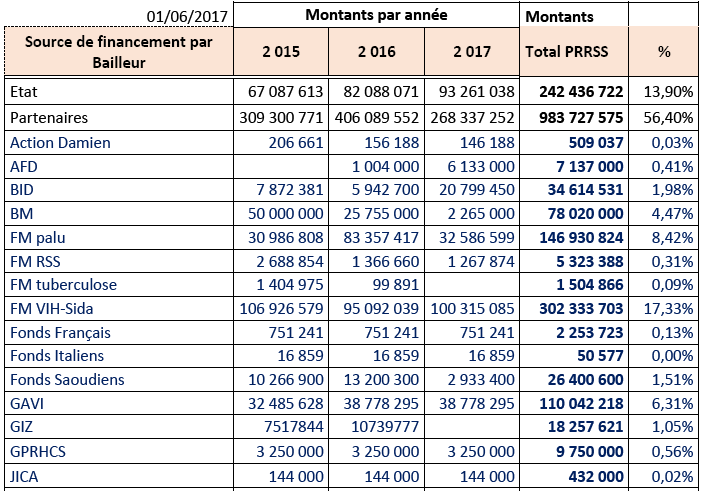 01/06/2017 Montants par année Montants
Source de financement par
Bailleur 2 015 2 016 2 017 Total PRRSS %
Etat 67 087 613 82 088 071 93 261 038 242 436 722 13,90%
Partenaires 309 300 771 406 089 552 268 337 252 983 727 575 56,40%
Action Damien 206 661 156 188 146 188 509 037 0,03%
AFD 1 004 000 6 133 000 7 137 000 0,41%
BID 7 872 381 5 942 700 20 799 450 34 614 531 1,98%
BM 50 000 000 25 755 000 2 265 000 78 020 000 4,47%
FM palu 30 986 808 83 357 417 32 586 599 146 930 824 8,42%
FM RSS 2 688 854 1 366 660 1 267 874 5 323 388 0,31%
FM tuberculose 1 404 975 99 891 1 504 866 0,09%
FM VIH-Sida 106 926 579 95 092 039 100 315 085 302 333 703 17,33%
Fonds Français 751 241 751 241 751 241 2 253 723 0,13%
Fonds Italiens 16 859 16 859 16 859 50 577 0,00%
Fonds Saoudiens 10 266 900 13 200 300 2 933 400 26 400 600 1,51%
GAVI 32 485 628 38 778 295 38 778 295 110 042 218 6,31%
GIZ 7517844 10739777 18 257 621 1,05%
GPRHCS 3 250 000 3 250 000 3 250 000 9 750 000 0,56%
JICA 144 000 144 000 144 000 432 000 0,02%